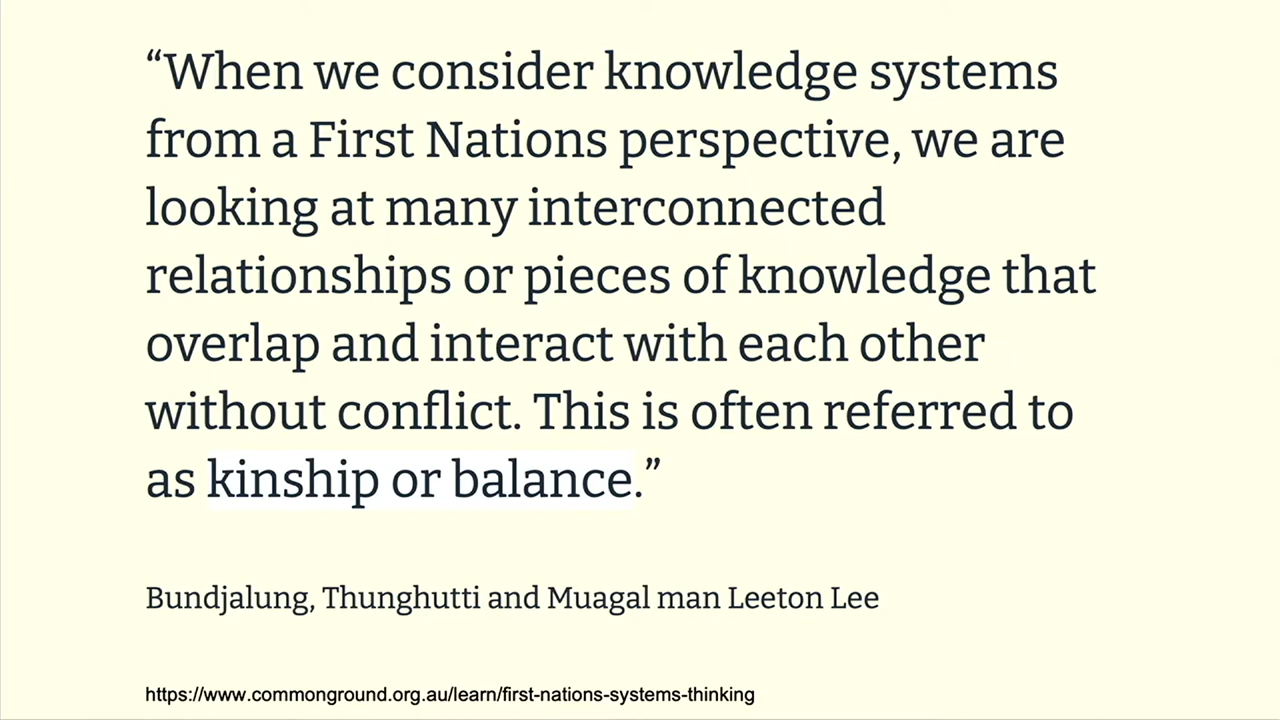 “When we consider knowledge systems
from a First Nations perspective, we are
looking at many interconnected
relationships or pieces of knowledge that
overlap and interact with each other
without conflict. This is often referred to
as kinship or balance.”
Bundjalung, Thunghutti and Muagal man Leeton Lee
https://www.commonground.org.au/learn/first-nations-systems-thinking